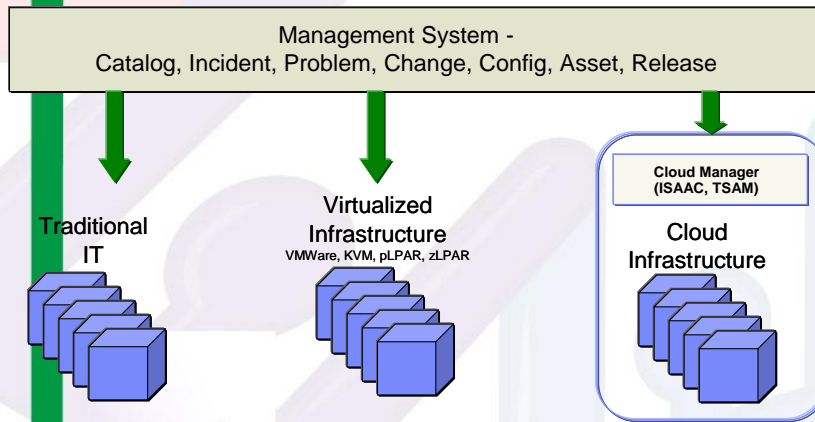 Management System -
Catalog, Incident, Problem, Change, Config, Asset, Release
Traditional
IT
Virtualized
Infrastructure
VMWare, KVM, pLPAR, zLPAR
Cloud Manager
(ISAAC, TSAM)
Cloud
Infrastructure